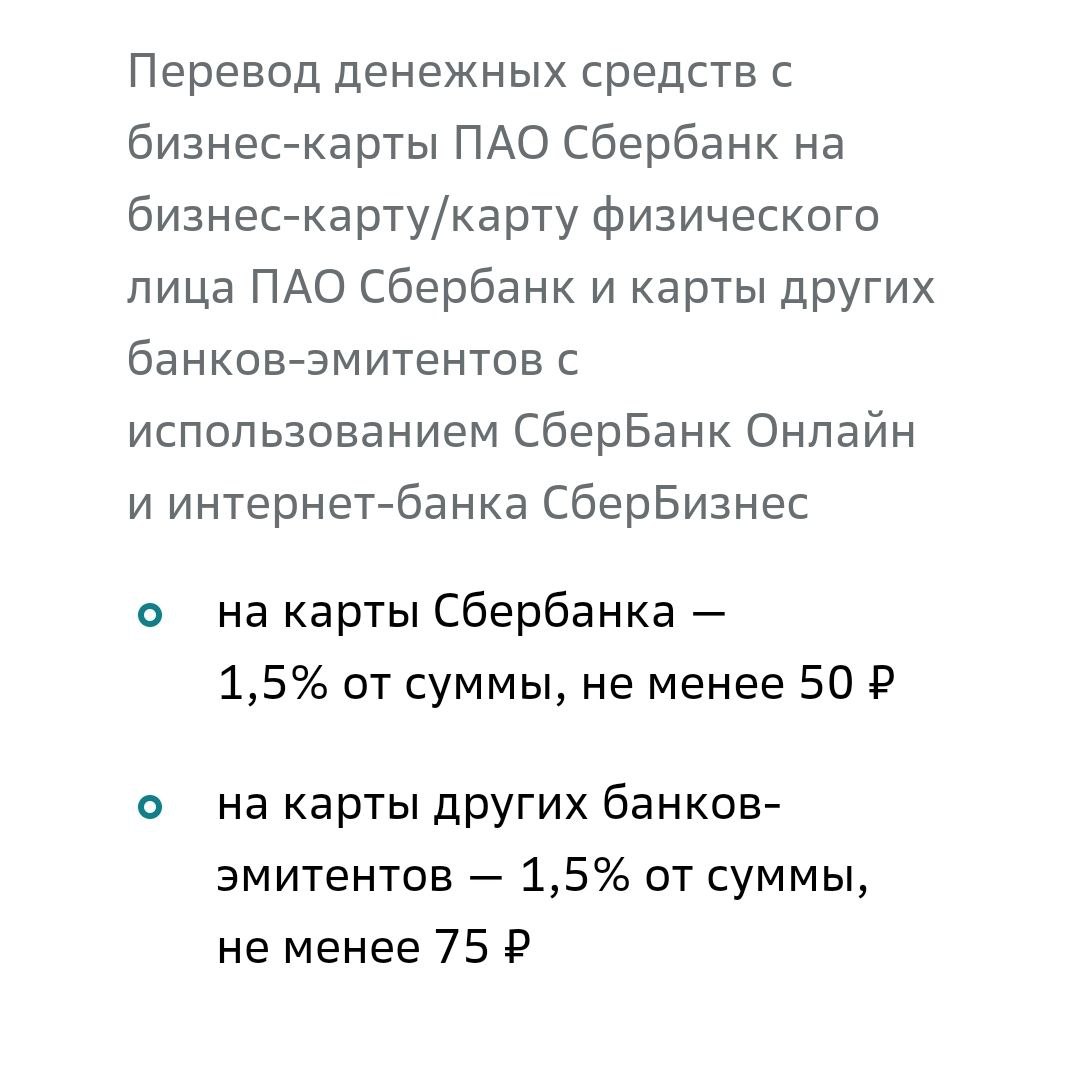 Перевод денежных средств с
бизнес-карты ПАО Сбербанк на
бизнес-карту/карту физического
лица ПАО Сбербанк и карты других
банков-эмитентов с
использованием СберБанк Онлайн
и интернет-банка СберБизнес
на карты Сбербанка —
1,5% от суммы, не менее 50 ₽
на карты других банков-
эмитентов — 1,5% от суммы,
не менее 75 ₽